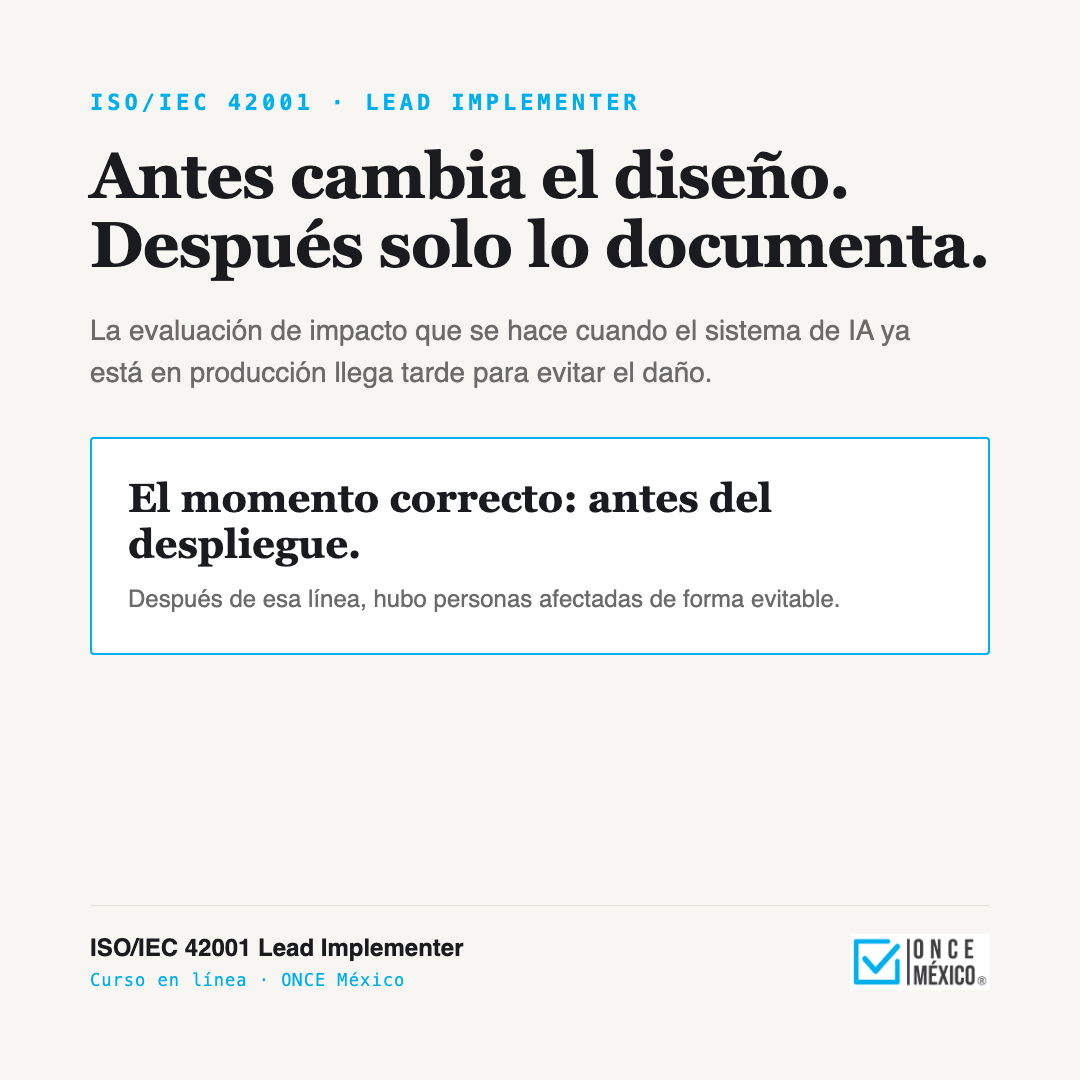 ISO/IEC 42001 · LEAD IMPLEMENTER
Antes cambia el diseño.
Después solo lo documenta.
La evaluación de impacto que se hace cuando el sistema de IA ya
está en producción llega tarde para evitar el daño.
El momento correcto: antes del
despliegue.
Después de esa línea, hubo personas afectadas de forma evitable.
ISO/IEC 42001 Lead Implementer
Curso en línea · ONCE México
ONCE
MÉXICO®